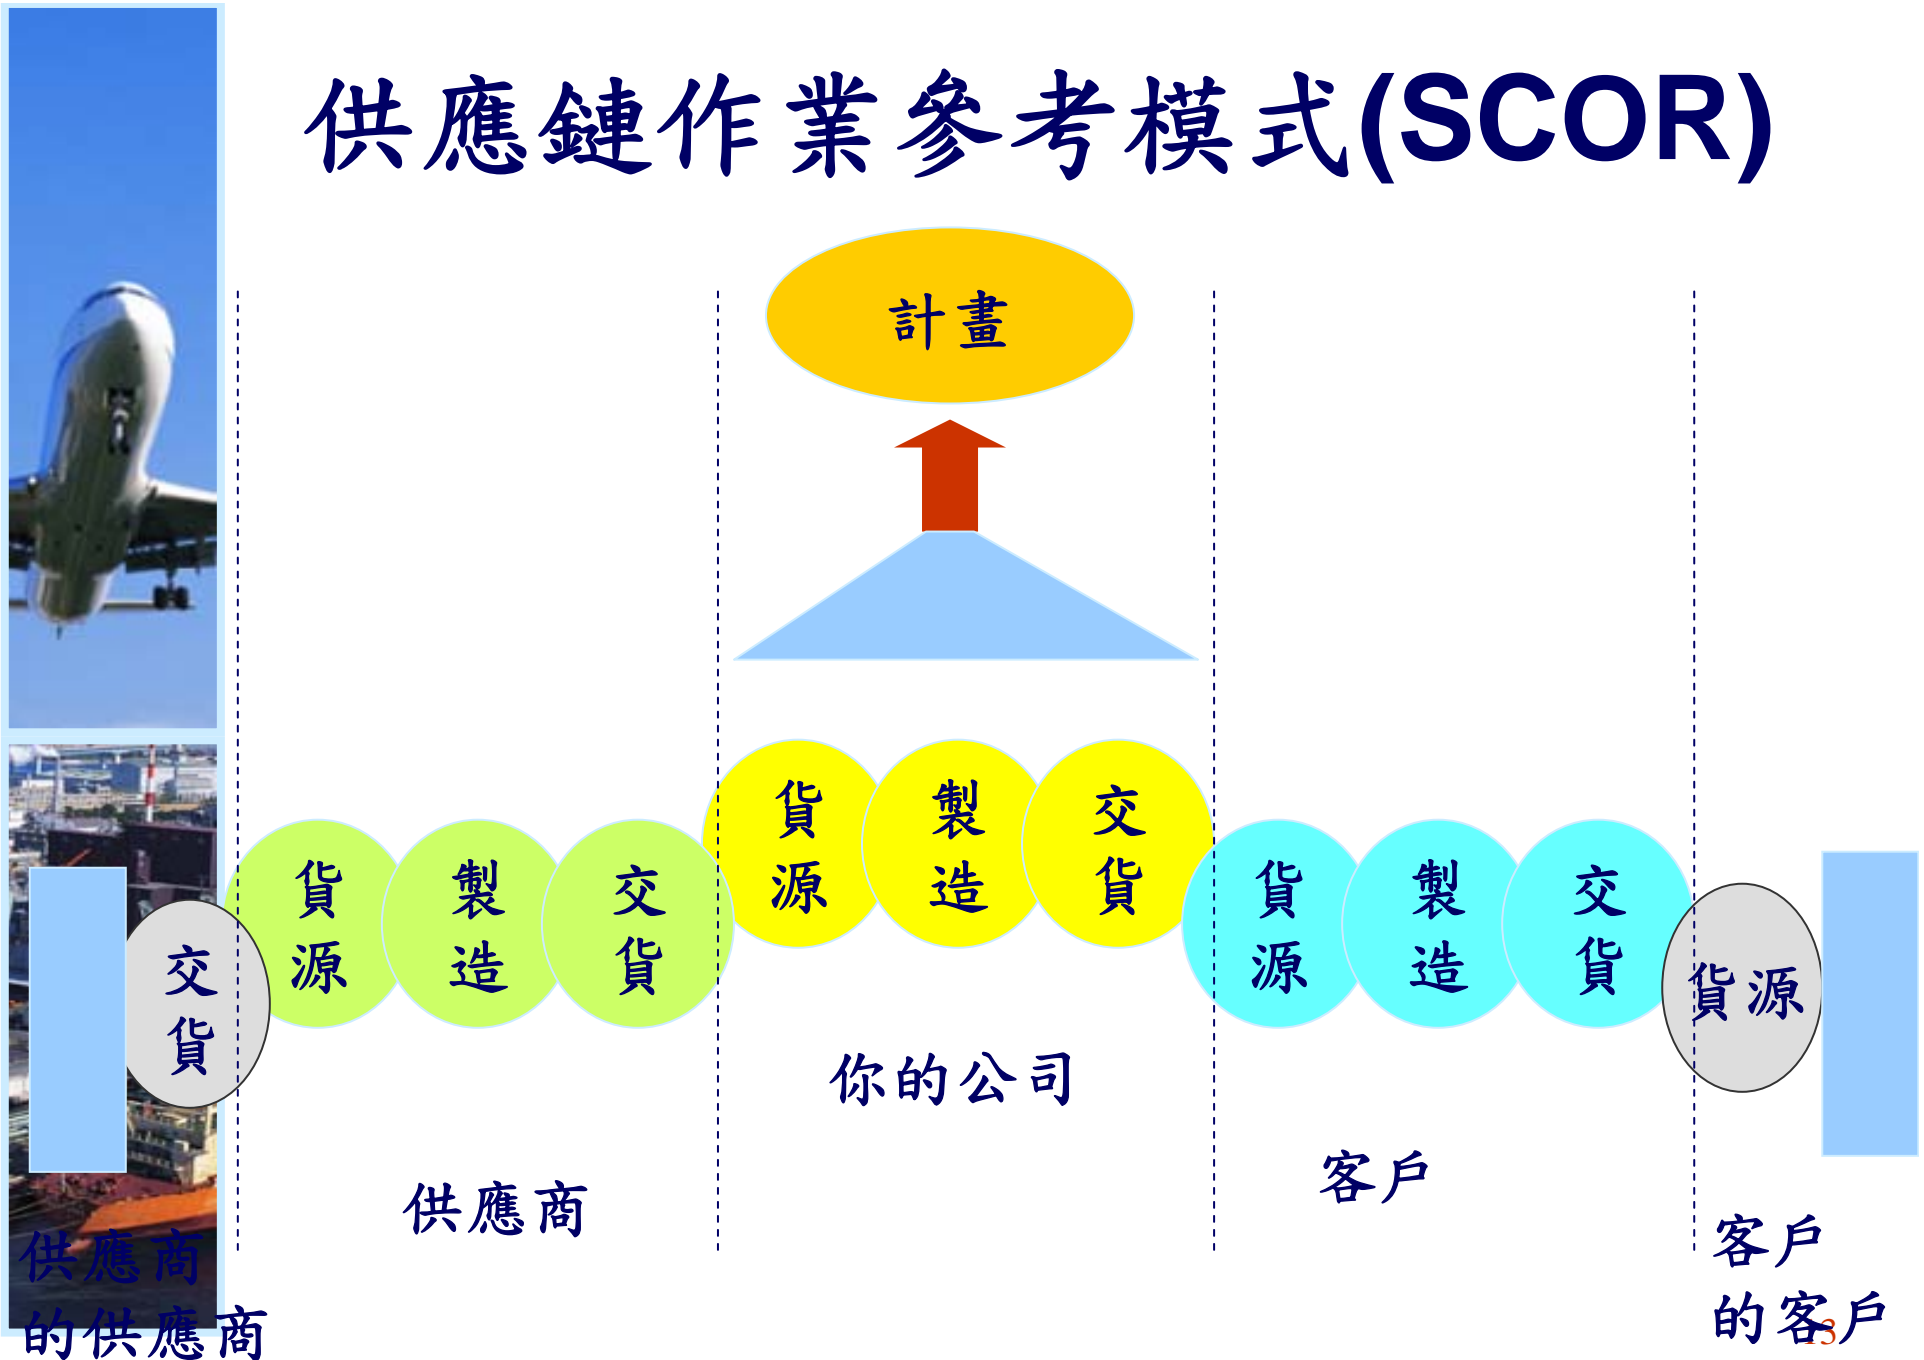 供應鏈作業參考模式(SCOR)
計畫
交貨
貨源
製造
交貨
貨源
製造
交貨
貨源
製造
交貨
貨源
你的公司
客戶
供應商
供應商
的供應商
客戶
的客戶
13